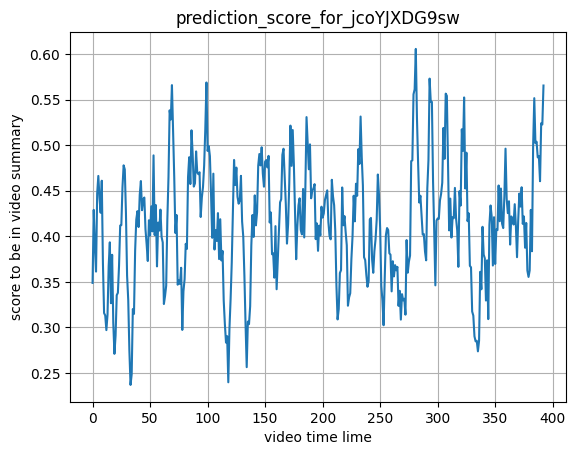 prediction_score_for_jcoYJXDG9sw
score to be in video summary
0.60
0.55
0.50
0.45
0.40
0.35
0.30
0.25
0 50 100 150 200 250 300 350 400
video time lime